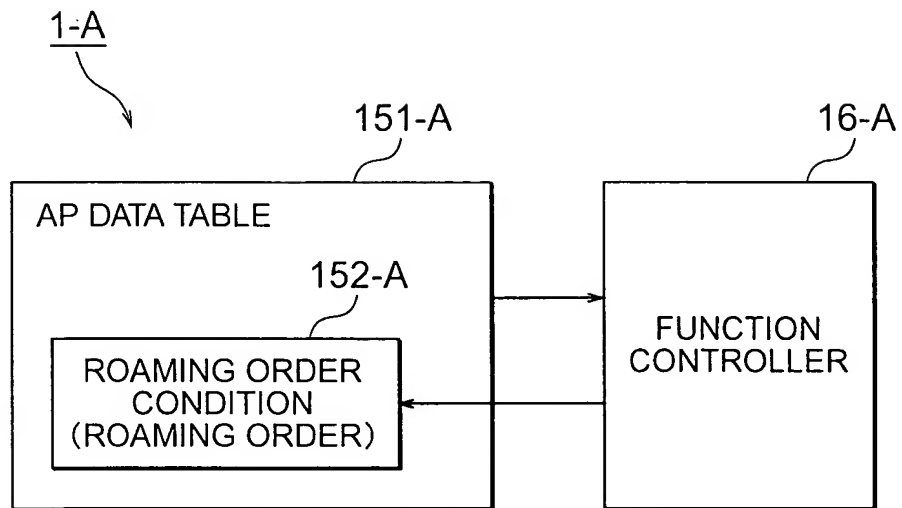 1-A
151-A
16-A
AP DATA TABLE
152-A
ROAMING ORDER
CONDITION
(ROAMING ORDER)
FUNCTION
CONTROLLER